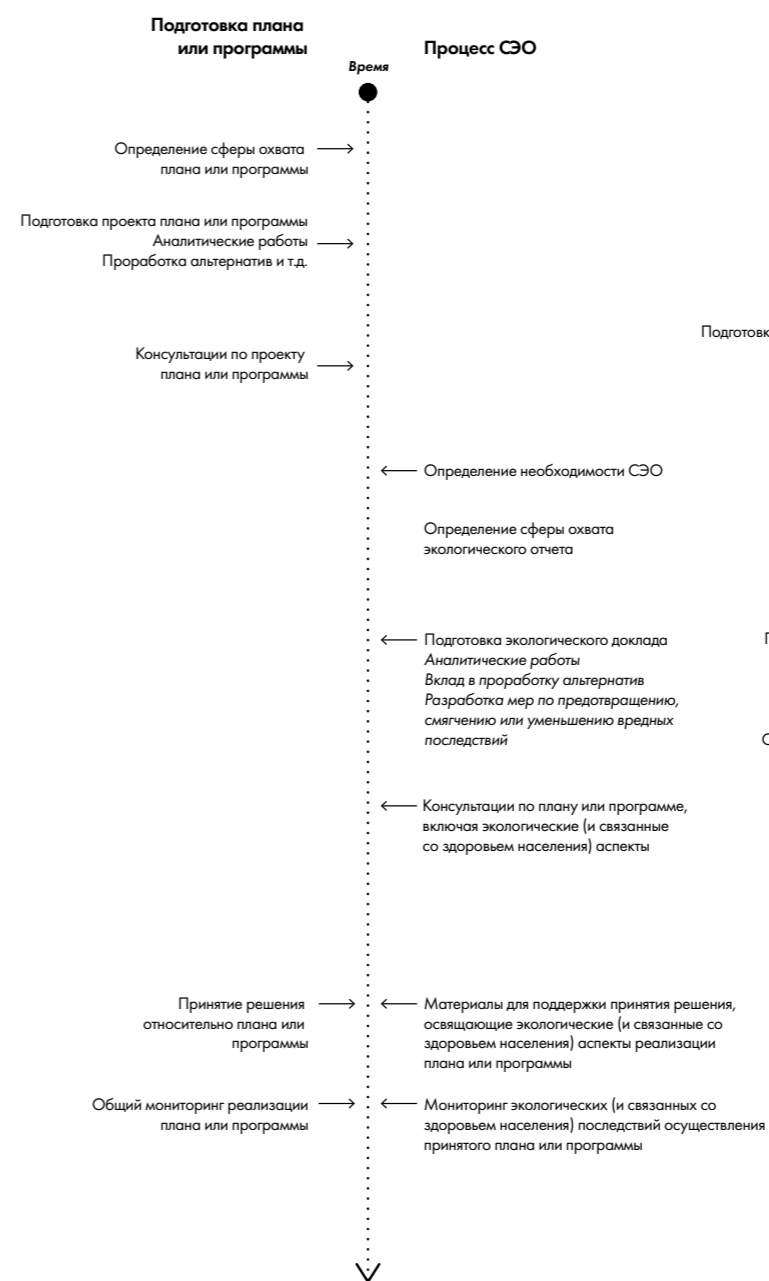 Подготовка плана
или программы
Процесс СЭО
Время
Определение сферы охвата
плана или программы
Подготовка проекта плана или программы
Аналитические работы
Проработка альтернатив и т.д.
Подготовк
Консультации по проекту
плана или программы
Определение необходимости СЭО
Определение сферы охвата
экологического отчета
Подготовка экологического доклада
Аналитические работы
Вклад в проработку альтернатив
Разработка мер по предотвращению,
смягчению или уменьшению вредных
последствий
П
С
Консультации по плану или программе,
включая экологические (и связанные
со здоровьем населения) аспекты
Принятие решения
относительно плана или
программы
Материалы для поддержки принятия решения,
освящающие экологические (и связанные со
здоровьем населения) аспекты реализации
плана или программы
Общий мониторинг реализации
плана или программы
Мониторинг экологических (и связанных со
здоровьем населения) последствий осуществления
принятого плана или программы